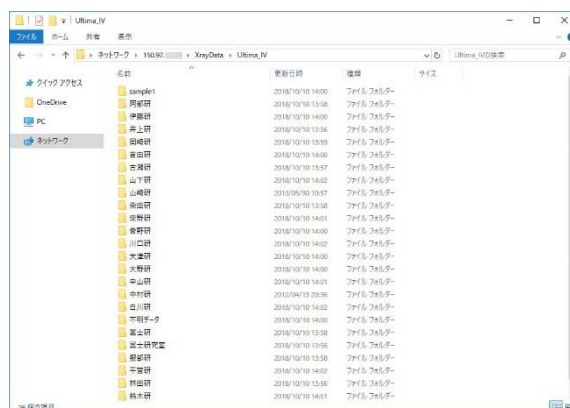 Ultima_IV
ファイル ホーム 共有 表示
ネットワーク > 150.97. > XrayData > Ultima_IV
Ultima_IVの検索
名前 更新日時 種類 サイズ
クイック アクセス
OneDrive
PC
ネットワーク
sample1 2018/10/10 14:00 ファイル フォルダー
阿部研 2018/10/10 13:58 ファイル フォルダー
伊藤研 2018/10/10 14:00 ファイル フォルダー
井上研 2018/10/10 13:56 ファイル フォルダー
岡崎研 2018/10/10 13:59 ファイル フォルダー
2018/10/10 14:00 ファイル フォルダー
古瀬研 2018/10/10 13:57 ファイル フォルダー
山下研 2018/10/10 14:02 ファイル フォルダー
山崎研 2013/05/30 10:37 ファイル フォルダー
柴田研 2018/10/10 13:58 ファイル フォルダー
2018/10/10 14:01 ファイル フォルダー
2018/10/10 14:00 ファイル フォルダー
川口研 2018/10/10 14:02 ファイル フォルダー
大津研 2018/10/10 14:00 ファイル フォルダー
大野研 2018/10/10 14:00 ファイル フォルダー
中山研 2018/10/10 14:01 ファイル フォルダー
中村研 2012/04/13 20:36 ファイル フォルダー
白川研 2018/10/10 14:02 ファイル フォルダー
不明データ 2018/10/10 14:00 ファイル フォルダー
富士研 2018/10/10 13:58 ファイル フォルダー
冨士研究室 2018/10/10 13:56 ファイル フォルダー
服部研 2018/10/10 13:58 ファイル フォルダー
平営研 2018/10/10 14:02 ファイル フォルダー
林田研 2018/10/10 13:56 ファイル フォルダー
鈴木研 2018/10/10 14:01 ファイル フォルダー